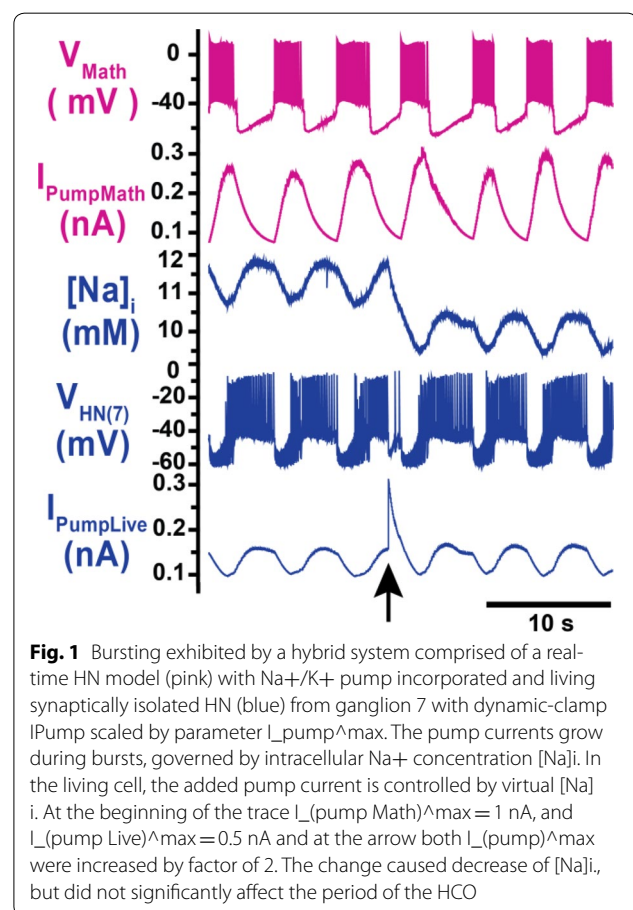 V_Math
(mV)
0
-40
I_PumpMath
(nA)
0.3
0.2
0.1
[Na]i
(mM)
12
11
10
V_HN(7)
(mV)
0
-20
-40
-60
I_PumpLive
(nA)
0.3
0.2
0.1
10 s
Fig. 1 Bursting exhibited by a hybrid system comprised of a real-
time HN model (pink) with Na+/K+ pump incorporated and living
synaptically isolated HN (blue) from ganglion 7 with dynamic-clamp
IPump scaled by parameter I_pump^max. The pump currents grow
during bursts, governed by intracellular Na+ concentration [Na]i. In
the living cell, the added pump current is controlled by virtual [Na]
i. At the beginning of the trace I_(pump Math)^max = 1 nA, and
I_(pump Live)^max = 0.5 nA and at the arrow both I_(pump)^max
were increased by factor of 2. The change caused decrease of [Na]i.,
but did not significantly affect the period of the HCO